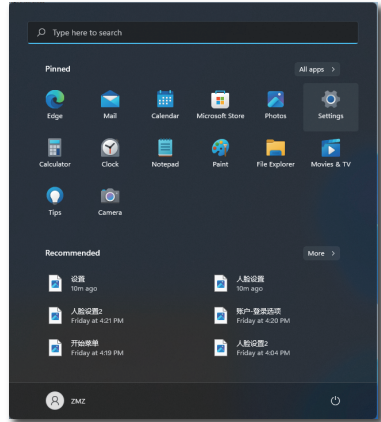 Type here to search
Pinned
All apps >
Edge
Mail
Calendar
Microsoft Store
Photos
Settings
Calculator
Clock
Notepad
Paint
File Explorer
Movies & TV
Tips
Camera
Recommended
More >
设置
10m ago
人脸设置
10m ago
人脸设置2
Friday at 4:21 PM
账户-登录选项
Friday at 4:20 PM
开始菜单
Friday at 4:19 PM
人脸设置2
Friday at 4:04 PM
ZMZ